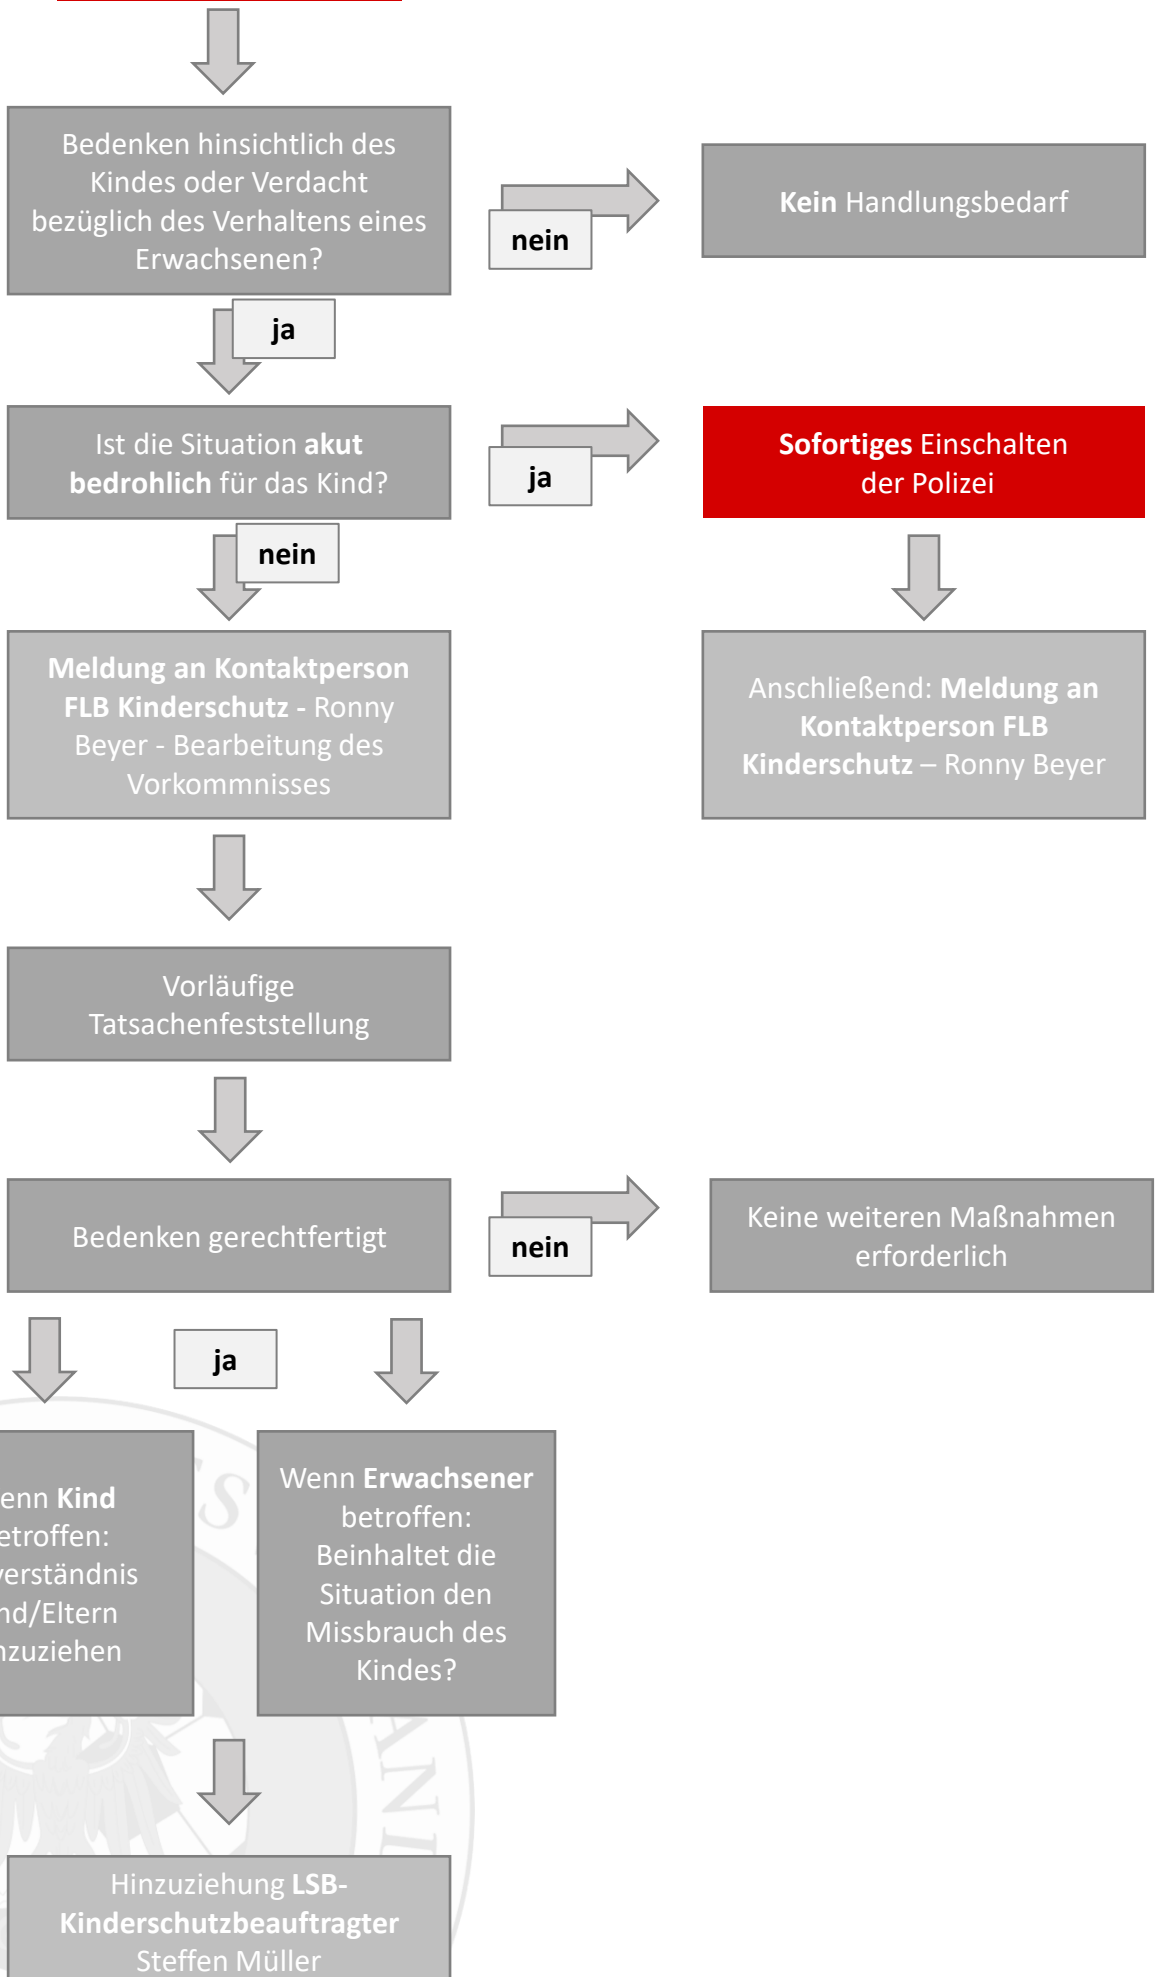 Bedenken hinsichtlich des
Kindes oder Verdacht
bezüglich des Verhaltens eines
Erwachsenen?
nein
Kein Handlungsbedarf
ja
Ist die Situation akut
bedrohlich für das Kind?
ja
Sofortiges Einschalten
der Polizei
nein
Meldung an Kontaktperson
FLB Kinderschutz - Ronny
Beyer - Bearbeitung des
Vorkommnisses
Anschließend: Meldung an
Kontaktperson FLB
Kinderschutz – Ronny Beyer
Vorläufige
Tatsachenfeststellung
Bedenken gerechtfertigt
nein
Keine weiteren Maßnahmen
erforderlich
ja
enn Kind
etroffen:
verständnis
nd/Eltern
nzuziehen
Wenn Erwachsener
betroffen:
Beinhaltet die
Situation den
Missbrauch des
Kindes?
Hinzuziehung LSB-
Kinderschutzbeauftragter
Steffen Müller